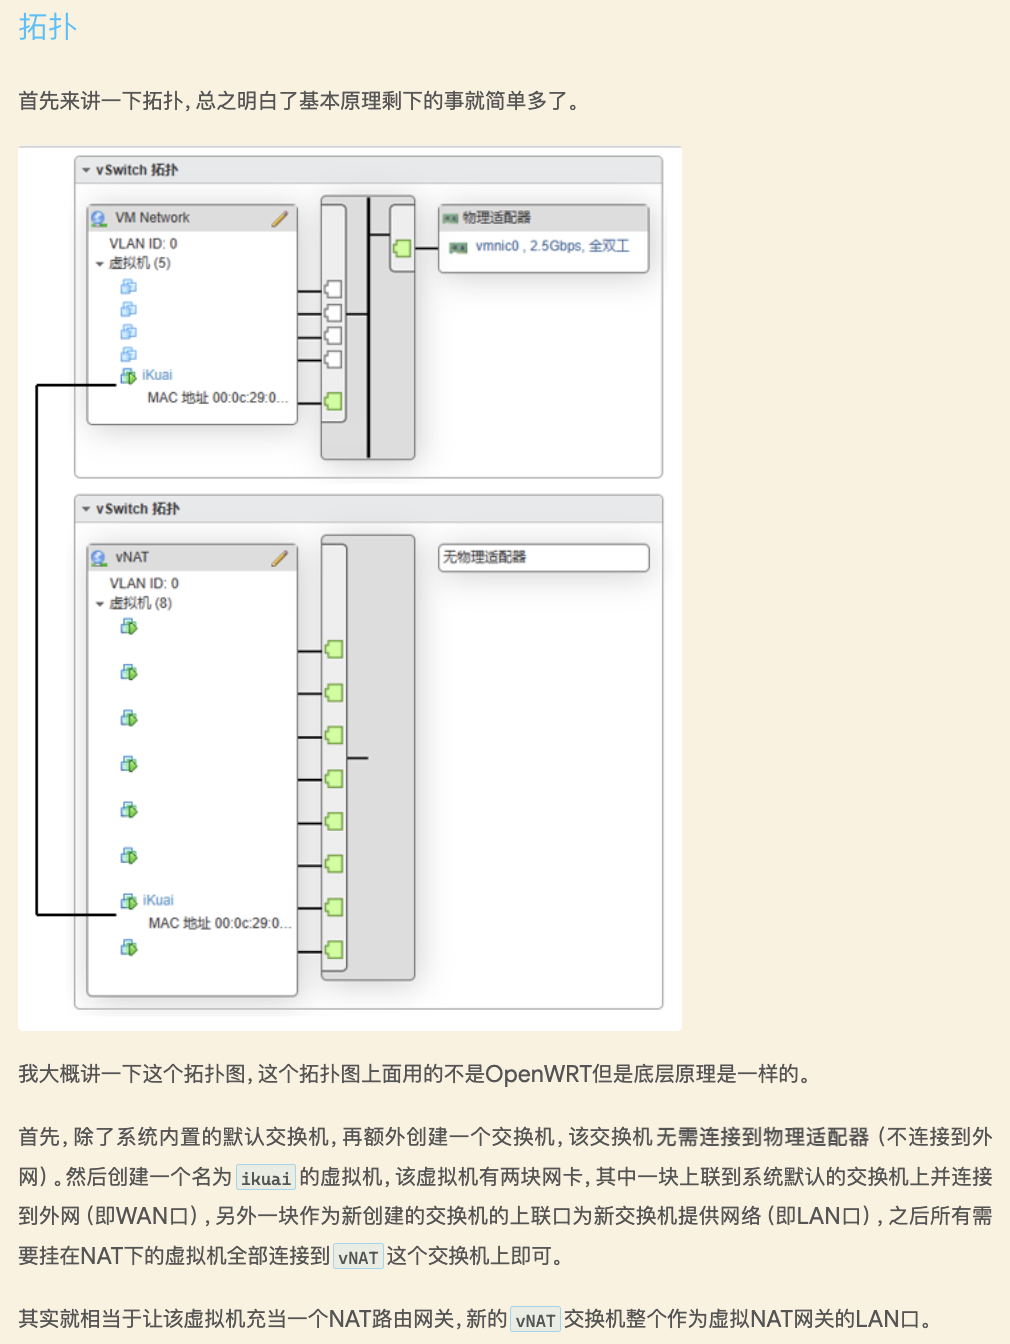 拓扑
首先来讲一下拓扑，总之明白了基本原理剩下的事就简单多了。
vSwitch 拓扑
VM Network
VLAN ID: 0
虚拟机 (5)
iKuai
MAC 地址 00:0c:29:0...
物理适配器
vmnic0 , 2.5Gbps, 全双工
vSwitch 拓扑
vNAT
VLAN ID: 0
虚拟机 (8)
iKuai
MAC 地址 00:0c:29:0...
无物理适配器
我大概讲一下这个拓扑图，这个拓扑图上面用的不是OpenWRT但是底层原理是一样的。
首先，除了系统内置的默认交换机，再额外创建一个交换机，该交换机无需连接到物理适配器（不连接到外
网）。然后创建一个名为 ikuai 的虚拟机，该虚拟机有两块网卡，其中一块上联到系统默认的交换机上并连接
到外网（即WAN口），另外一块作为新创建的交换机的上联口为新交换机提供网络（即LAN口），之后所有需
要挂在NAT下的虚拟机全部连接到 vNAT 这个交换机上即可。
其实就相当于让该虚拟机充当一个NAT路由网关，新的 vNAT 交换机整个作为虚拟NAT网关的LAN口。